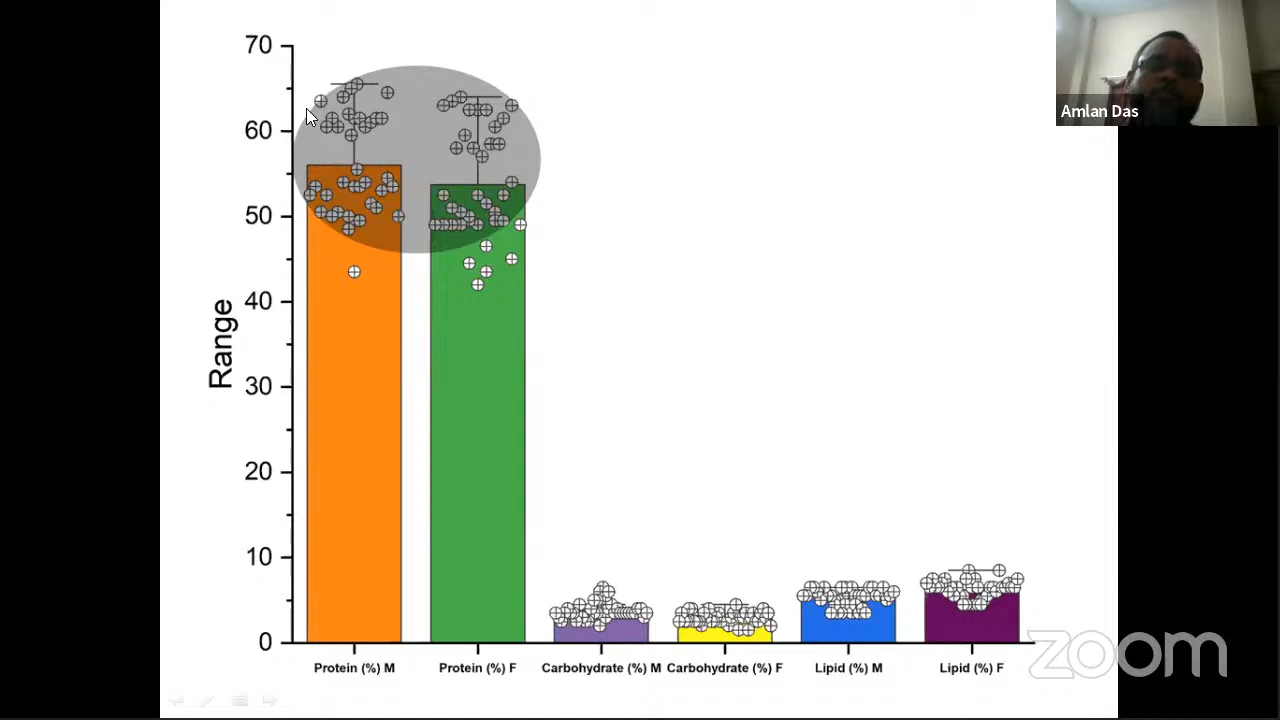 70
60
50
40
30
20
10
0
Range
Protein (%) M
Protein (%) F
Carbohydrate (%) M
Carbohydrate (%) F
Lipid (%) M
Lipid (%) F
Amlan Das
zoom